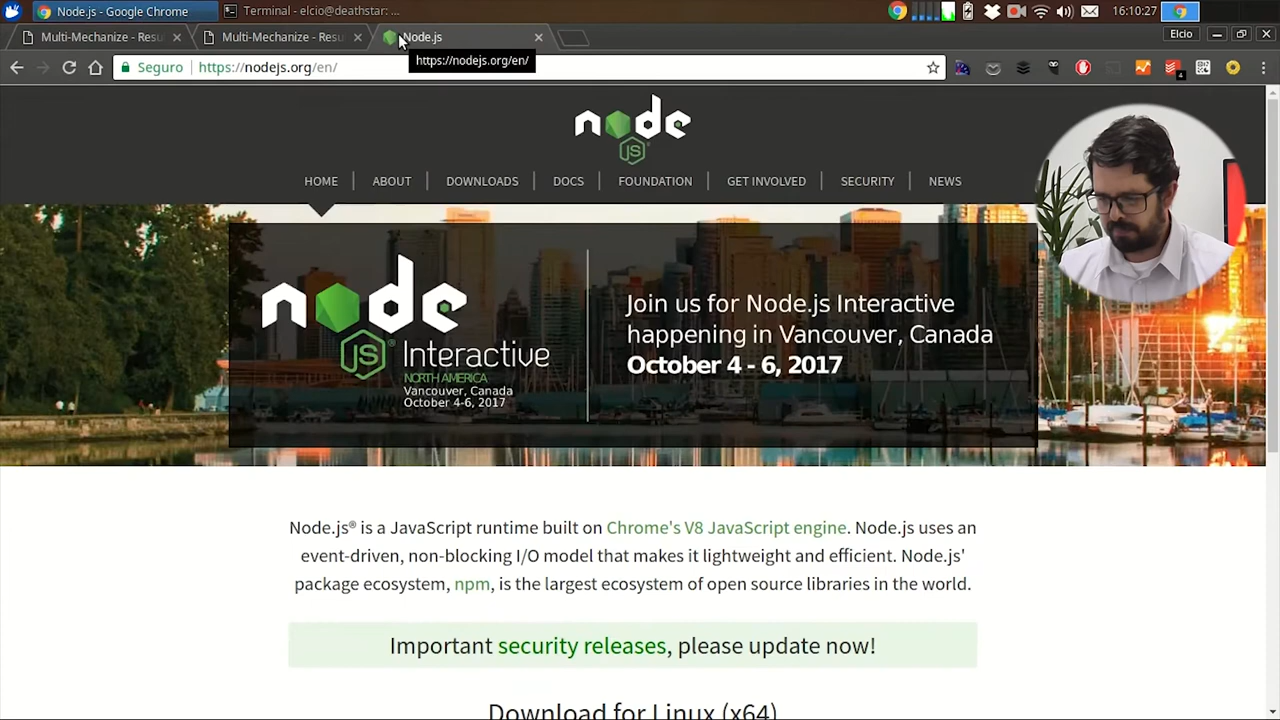 Node.js - Google Chrome
Terminal - elcio@deathstar: ...
16:10:27
Multi-Mechanize - Resu
Multi-Mechanize - Resu
Node.js
Elcio
https://nodejs.org/en/
Seguro
https://nodejs.org/en/
4
node
JS
HOME
ABOUT
DOWNLOADS
DOCS
FOUNDATION
GET INVOLVED
SECURITY
NEWS
node
JS® Interactive
NORTH AMERICA
Vancouver, Canada
October 4-6, 2017
Join us for Node.js Interactive
happening in Vancouver, Canada
October 4 - 6, 2017
Node.js® is a JavaScript runtime built on Chrome's V8 JavaScript engine. Node.js uses an
event-driven, non-blocking I/O model that makes it lightweight and efficient. Node.js'
package ecosystem, npm, is the largest ecosystem of open source libraries in the world.
Important security releases, please update now!
Download for Linux (x64)